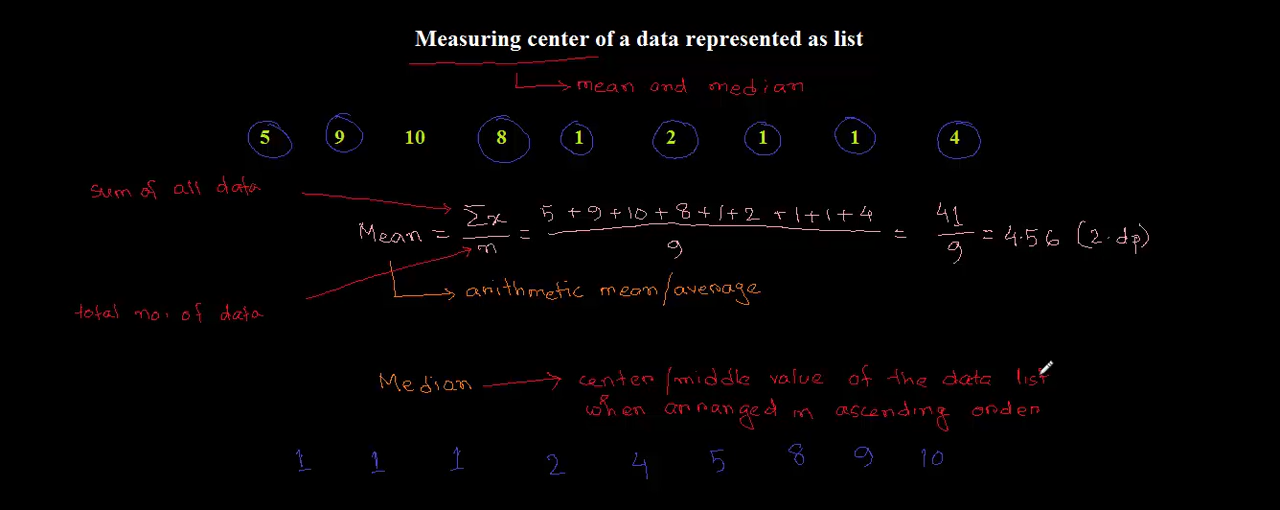 Measuring center of a data represented as list
mean and median
5 9 10 8 1 2 1 1 4
sum of all data
Mean = Σx/n = 5+9+10+8+1+2+1+1+4/9 = 41/9 = 4.56 (2.dp)
arithmetic mean/average
total no. of data
Median → center/middle value of the data list
when arranged in ascending order
1 1 1 2 4 5 8 9 10